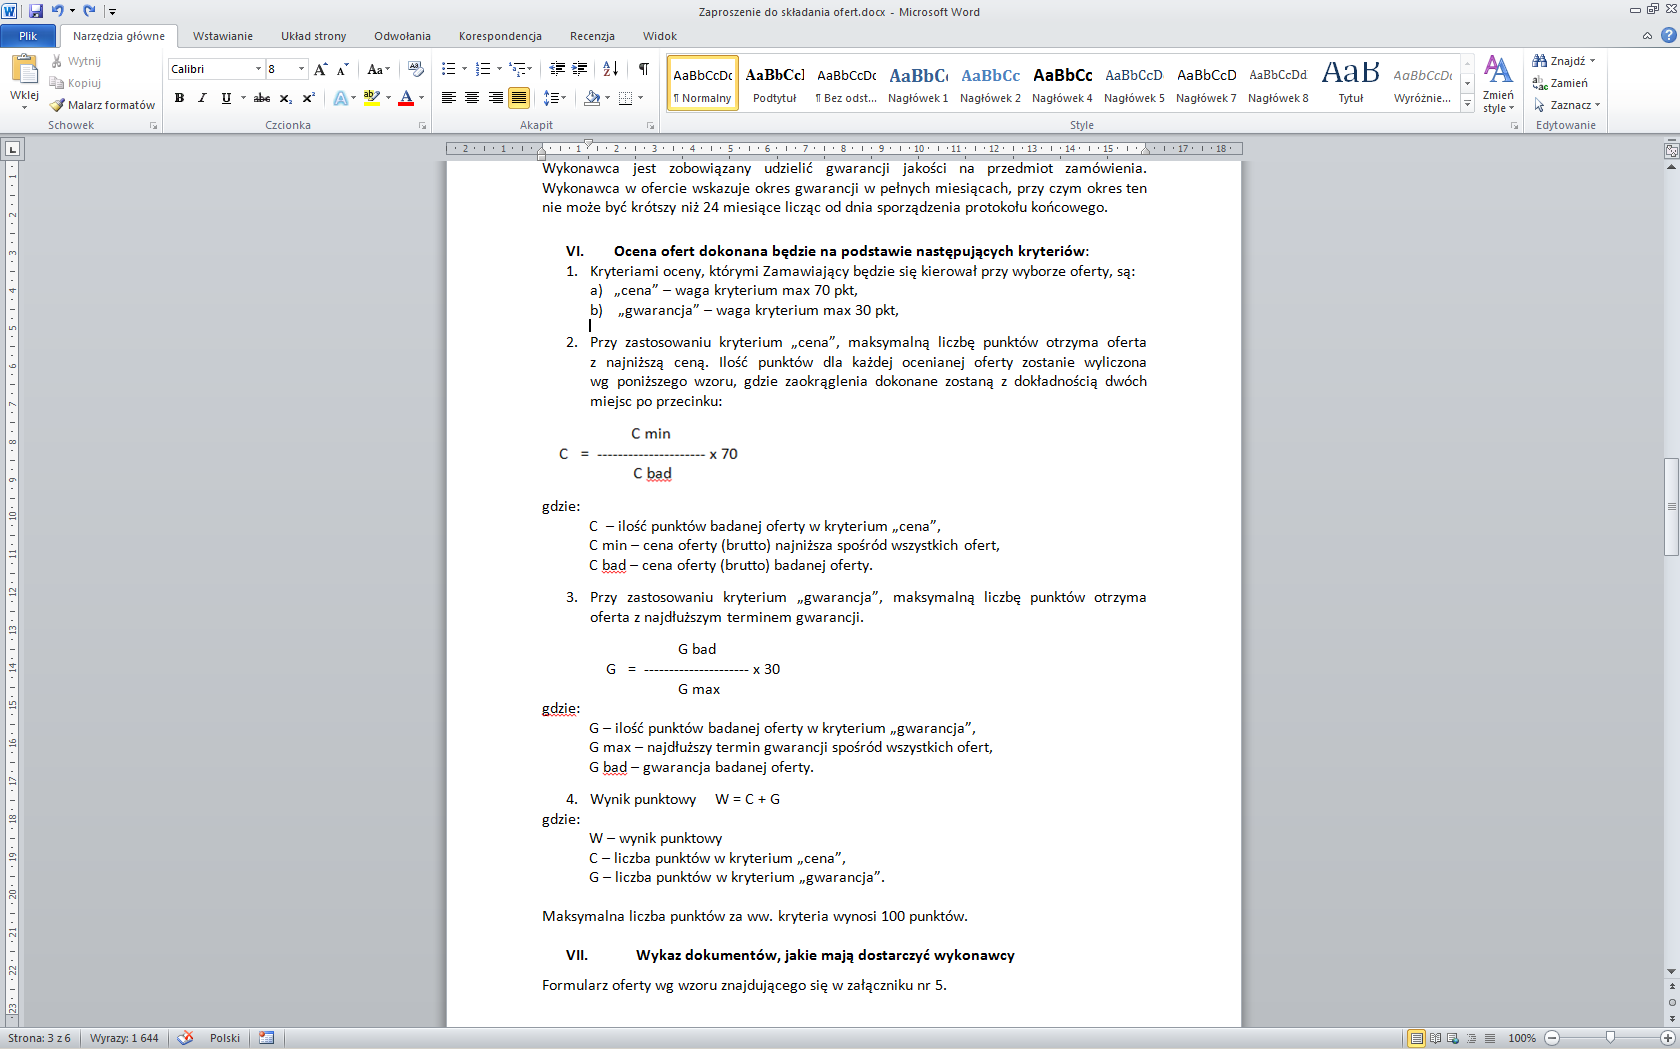 Zaproszenie do składania ofert.docx - Microsoft Word
Plik Narzędzia główne Wstawianie Układ strony Odwołania Korespondencja Recenzja Widok
Wklej
Wytnij
Kopiuj
Malarz formatów
Schowek
Calibri 8
Czcionka
Akapit
AaBbCcDc AaBbCcI AaBbCcDc AaBbCc AaBbCc AaBbCc AaBbCcD AaBbCcD AaBbCcDd AaB AaBbCcDc
¶ Normalny Podtytuł ¶ Bez odst... Nagłówek 1 Nagłówek 2 Nagłówek 4 Nagłówek 5 Nagłówek 7 Nagłówek 8 Tytuł Wyróżnie...
Style
Zmień style
Znajdź
Zamień
Zaznacz
Edytowanie
Wykonawca jest zobowiązany udzielić gwarancji jakości na przedmiot zamówienia.
Wykonawca w ofercie wskazuje okres gwarancji w pełnych miesiącach, przy czym okres ten
nie może być krótszy niż 24 miesiące licząc od dnia sporządzenia protokołu końcowego.
VI. Ocena ofert dokonana będzie na podstawie następujących kryteriów:
1. Kryteriami oceny, którymi Zamawiający będzie się kierował przy wyborze oferty, są:
a) „cena” – waga kryterium max 70 pkt,
b) „gwarancja” – waga kryterium max 30 pkt,
2. Przy zastosowaniu kryterium „cena”, maksymalną liczbę punktów otrzyma oferta
z najniższą ceną. Ilość punktów dla każdej ocenianej oferty zostanie wyliczona
wg poniższego wzoru, gdzie zaokrąglenia dokonane zostaną z dokładnością dwóch
miejsc po przecinku:
C min
C = --------------------- x 70
C bad
gdzie:
C – ilość punktów badanej oferty w kryterium „cena”,
C min – cena oferty (brutto) najniższa spośród wszystkich ofert,
C bad – cena oferty (brutto) badanej oferty.
3. Przy zastosowaniu kryterium „gwarancja”, maksymalną liczbę punktów otrzyma
oferta z najdłuższym terminem gwarancji.
G bad
G = --------------------- x 30
G max
gdzie:
G – ilość punktów badanej oferty w kryterium „gwarancja”,
G max – najdłuższy termin gwarancji spośród wszystkich ofert,
G bad – gwarancja badanej oferty.
4. Wynik punktowy W = C + G
gdzie:
W – wynik punktowy
C – liczba punktów w kryterium „cena”,
G – liczba punktów w kryterium „gwarancja”.
Maksymalna liczba punktów za ww. kryteria wynosi 100 punktów.
VII. Wykaz dokumentów, jakie mają dostarczyć wykonawcy
Formularz oferty wg wzoru znajdującego się w załączniku nr 5.
Strona: 3 z 6 Wyrazy: 1 644 Polski 100%